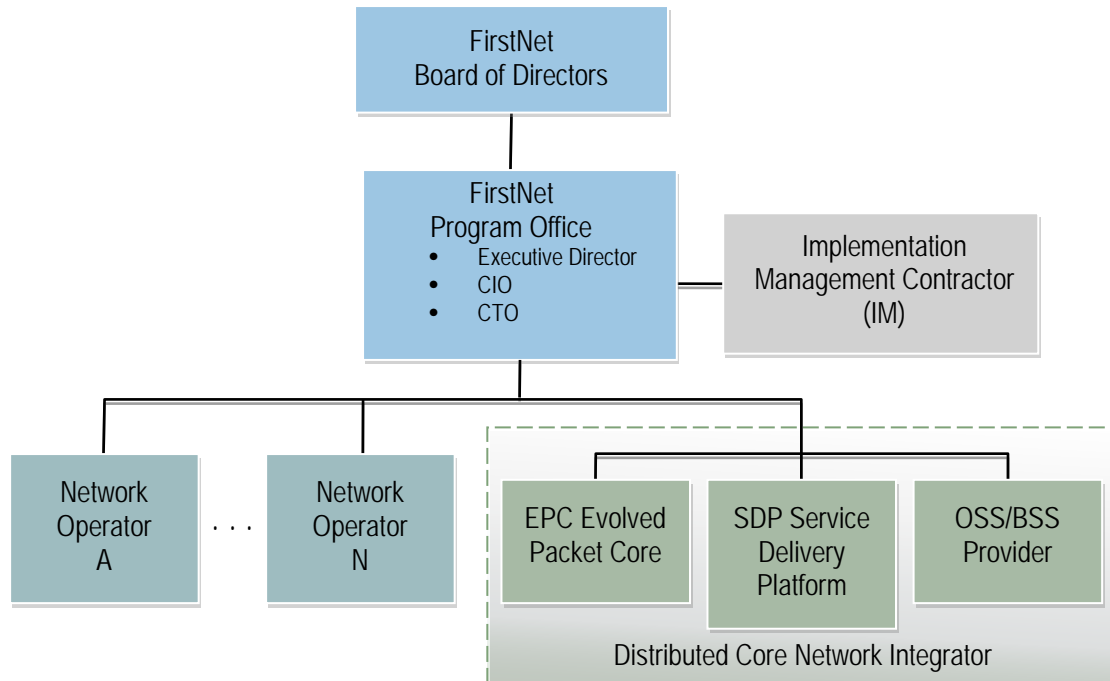 FirstNet
Board of Directors
FirstNet
Program Office
• Executive Director
• CIO
• CTO
Implementation
Management Contractor
(IM)
Network
Operator
A
. . .
Network
Operator
N
EPC Evolved
Packet Core
SDP Service
Delivery
Platform
OSS/BSS
Provider
Distributed Core Network Integrator